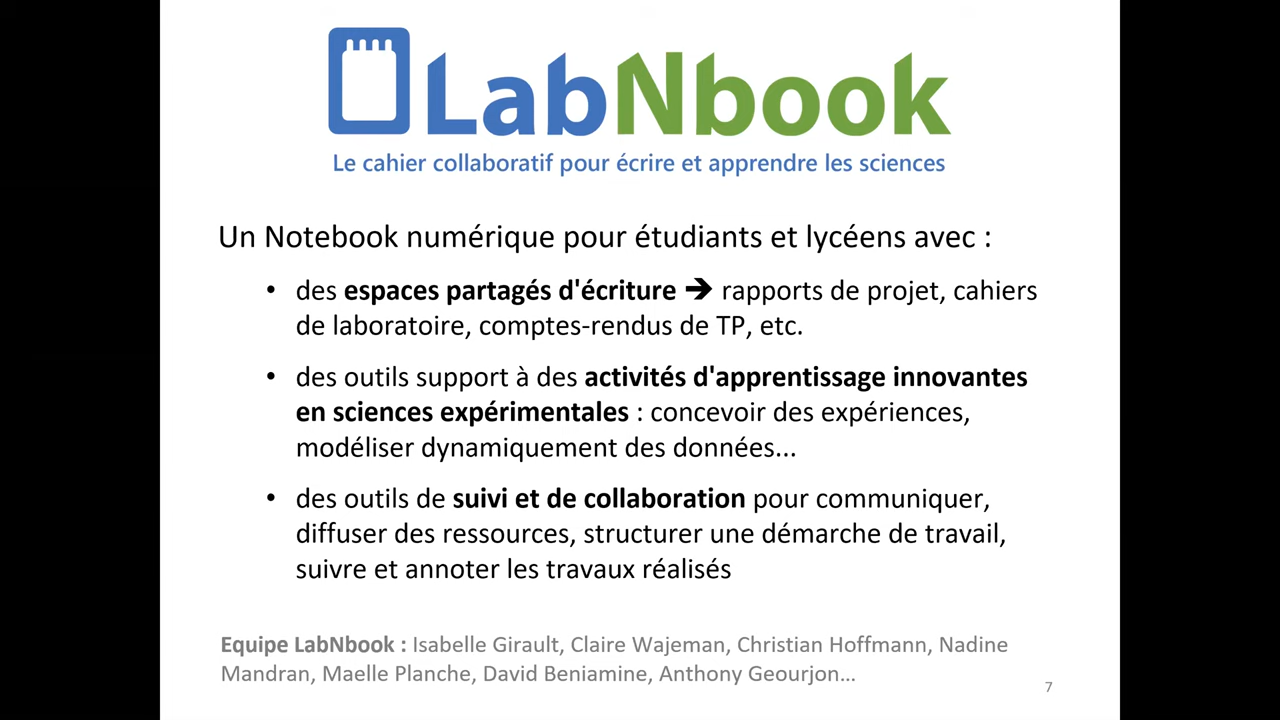 LabNbook
Le cahier collaboratif pour écrire et apprendre les sciences
Un Notebook numérique pour étudiants et lycéens avec :
• des espaces partagés d'écriture ➔ rapports de projet, cahiers
de laboratoire, comptes-rendus de TP, etc.
• des outils support à des activités d'apprentissage innovantes
en sciences expérimentales : concevoir des expériences,
modéliser dynamiquement des données...
• des outils de suivi et de collaboration pour communiquer,
diffuser des ressources, structurer une démarche de travail,
suivre et annoter les travaux réalisés
Equipe LabNbook : Isabelle Girault, Claire Wajeman, Christian Hoffmann, Nadine
Mandran, Maelle Planche, David Beniamine, Anthony Geourjon…
7